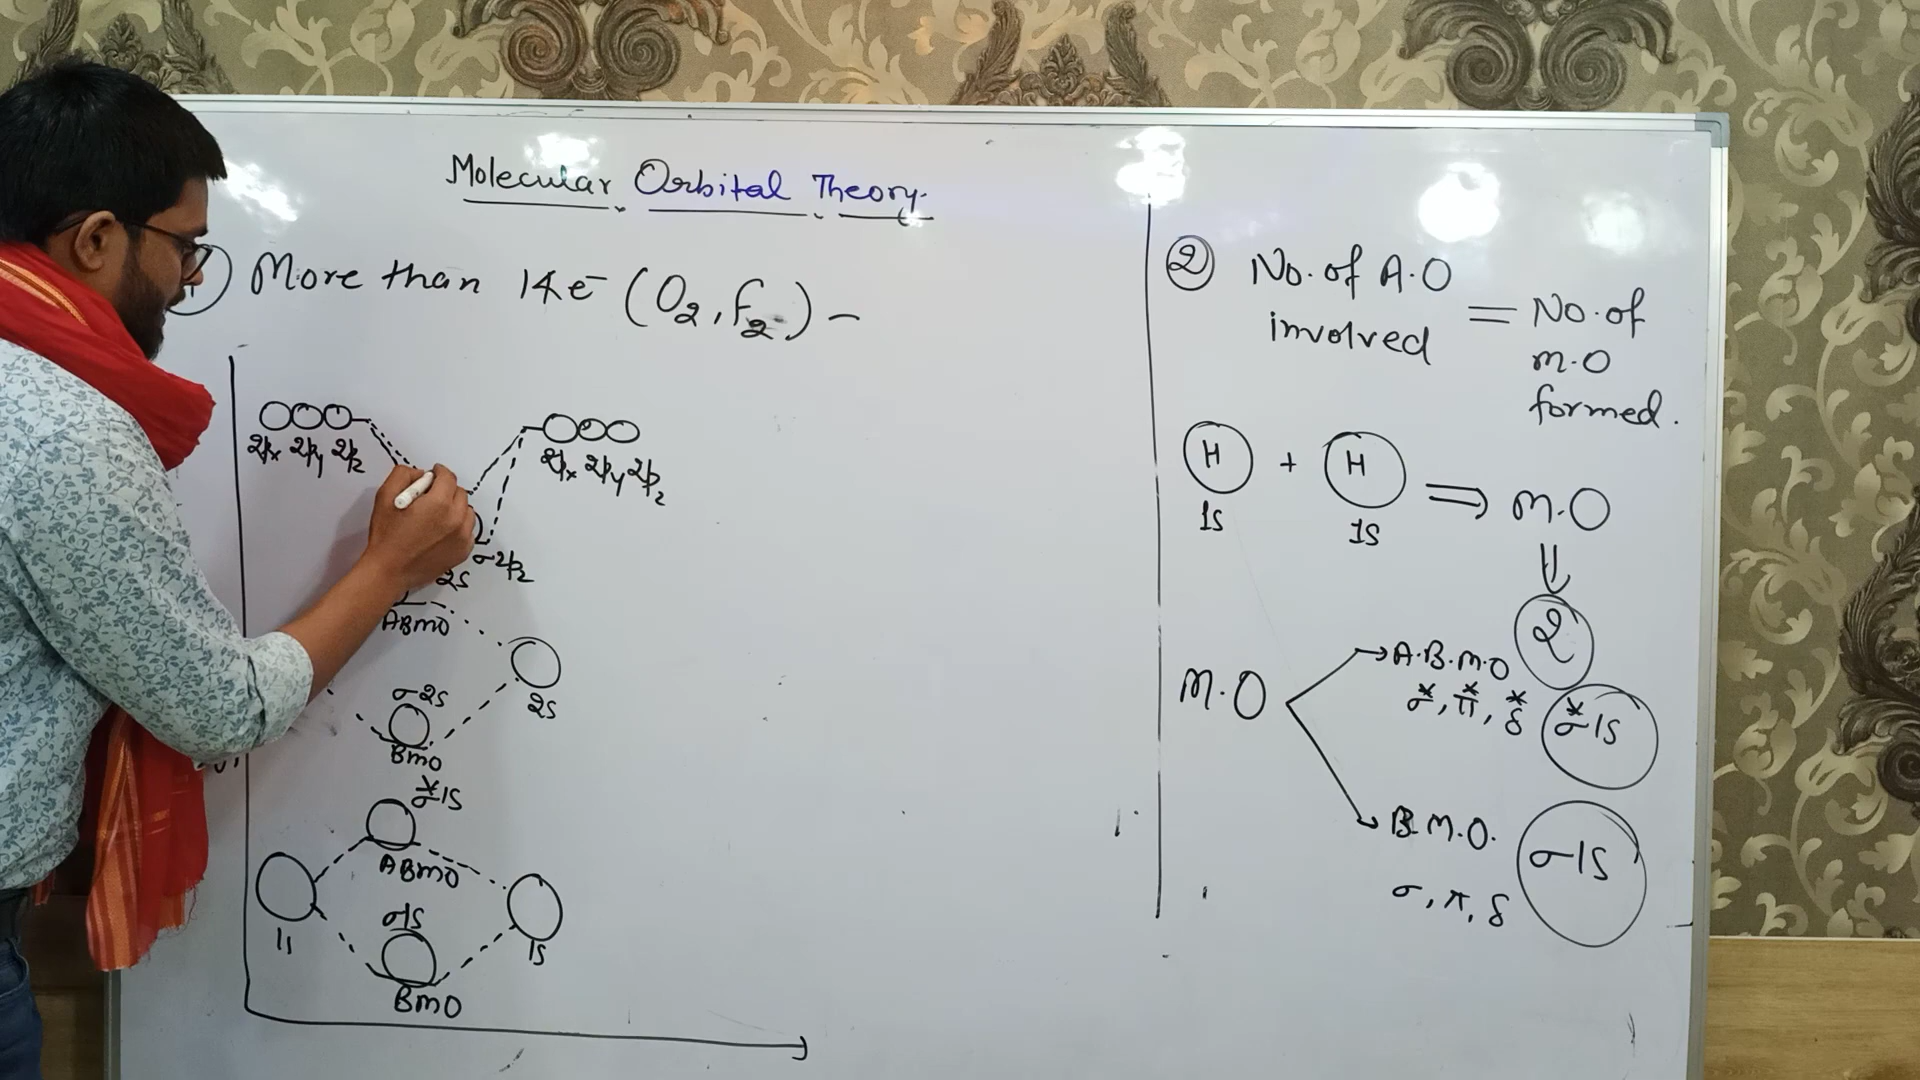 Molecular Orbital Theory.
More than 14e⁻ (O₂, F₂) –
2px 2py 2pz
2px 2py 2pz
σ2pz
2s
ABMO
σ2s
BMO
2s
σ*1s
ABMO
1s
1s
σ1s
BMO
② No. of A.O
involved = No. of
M.O
formed.
H + H ⇒ M.O
1s 1s
⇓
2
M.O
→ A.B.M.O
σ*, π*, δ*
σ*1s
→ B.M.O.
σ, π, δ
σ1s